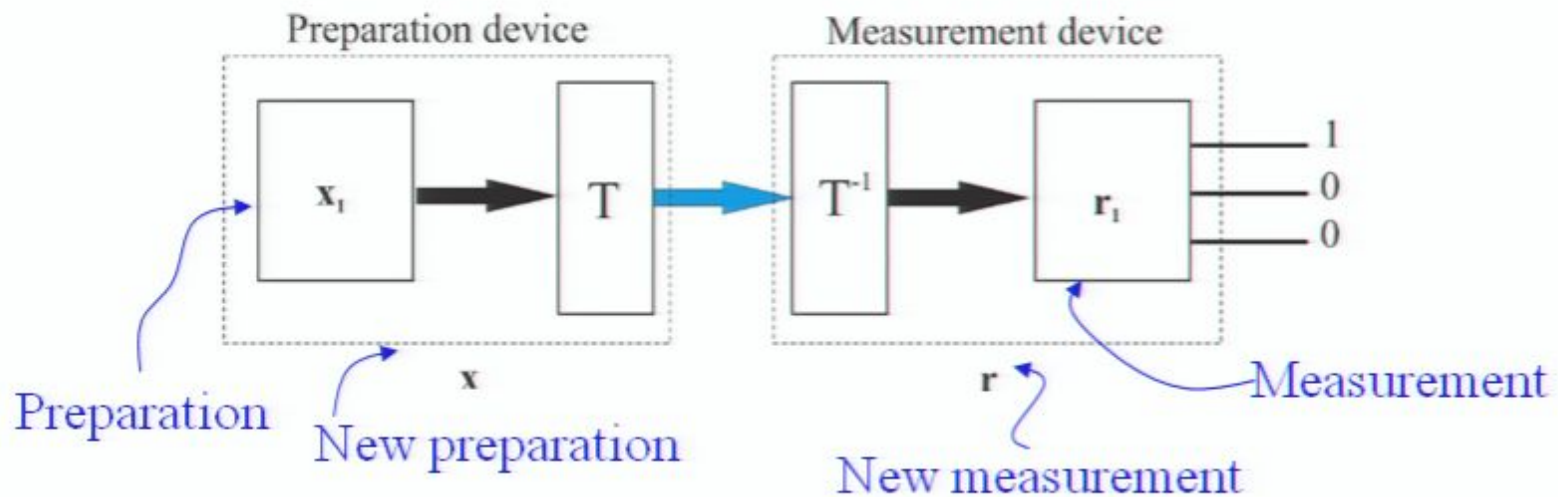 Preparation device
Measurement device
x₁
T
T⁻¹
r₁
1
0
0
x
r
Preparation
New preparation
Measurement
New measurement